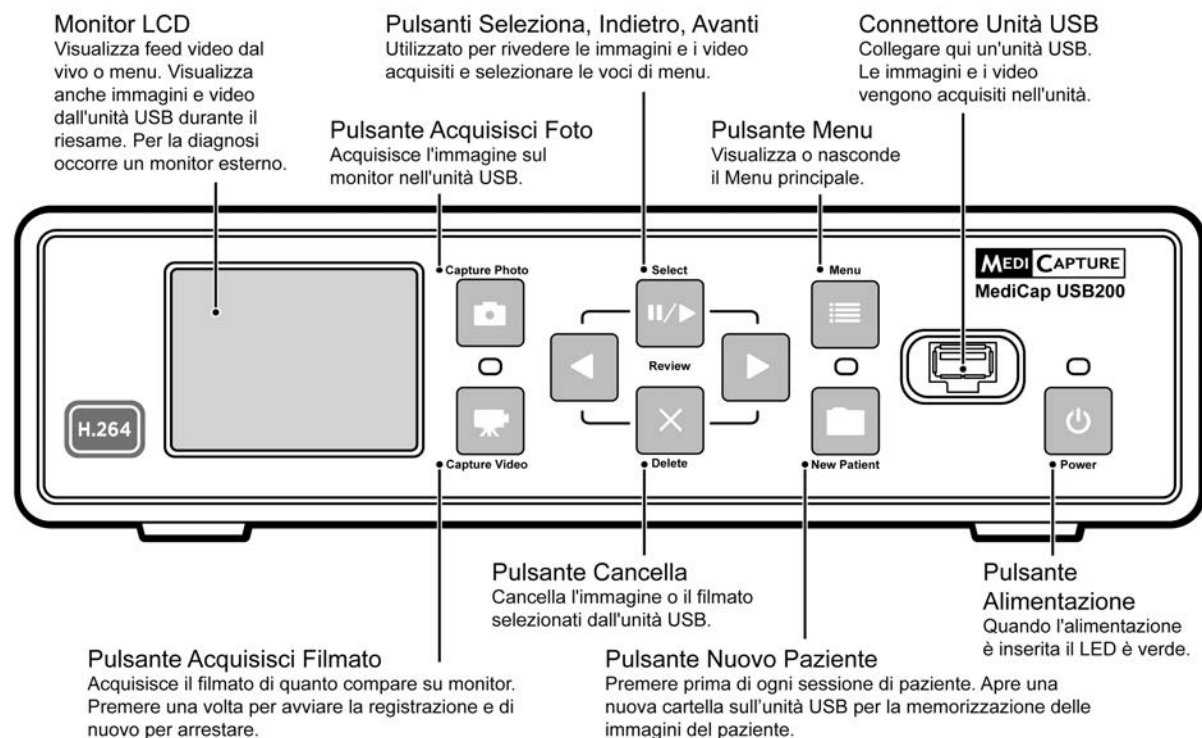 Monitor LCD
Visualizza feed video dal
vivo o menu. Visualizza
anche immagini e video
dall'unità USB durante il
riesame. Per la diagnosi
occorre un monitor esterno.
Pulsanti Seleziona, Indietro, Avanti
Utilizzato per rivedere le immagini e i video
acquisiti e selezionare le voci di menu.
Connettore Unità USB
Collegare qui un'unità USB.
Le immagini e i video
vengono acquisiti nell'unità.
Pulsante Acquisisci Foto
Acquisisce l'immagine sul
monitor nell'unità USB.
Pulsante Menu
Visualizza o nasconde
il Menu principale.
Capture Photo
Select
Menu
MEDI CAPTURE
MediCap USB200
Review
H.264
Capture Video
Delete
New Patient
Power
Pulsante Cancella
Cancella l'immagine o il filmato
selezionati dall'unità USB.
Pulsante
Alimentazione
Quando l'alimentazione
è inserita il LED è verde.
Pulsante Acquisisci Filmato
Acquisisce il filmato di quanto compare su monitor.
Premere una volta per avviare la registrazione e di
nuovo per arrestare.
Pulsante Nuovo Paziente
Premere prima di ogni sessione di paziente. Apre una
nuova cartella sull’unità USB per la memorizzazione delle
immagini del paziente.